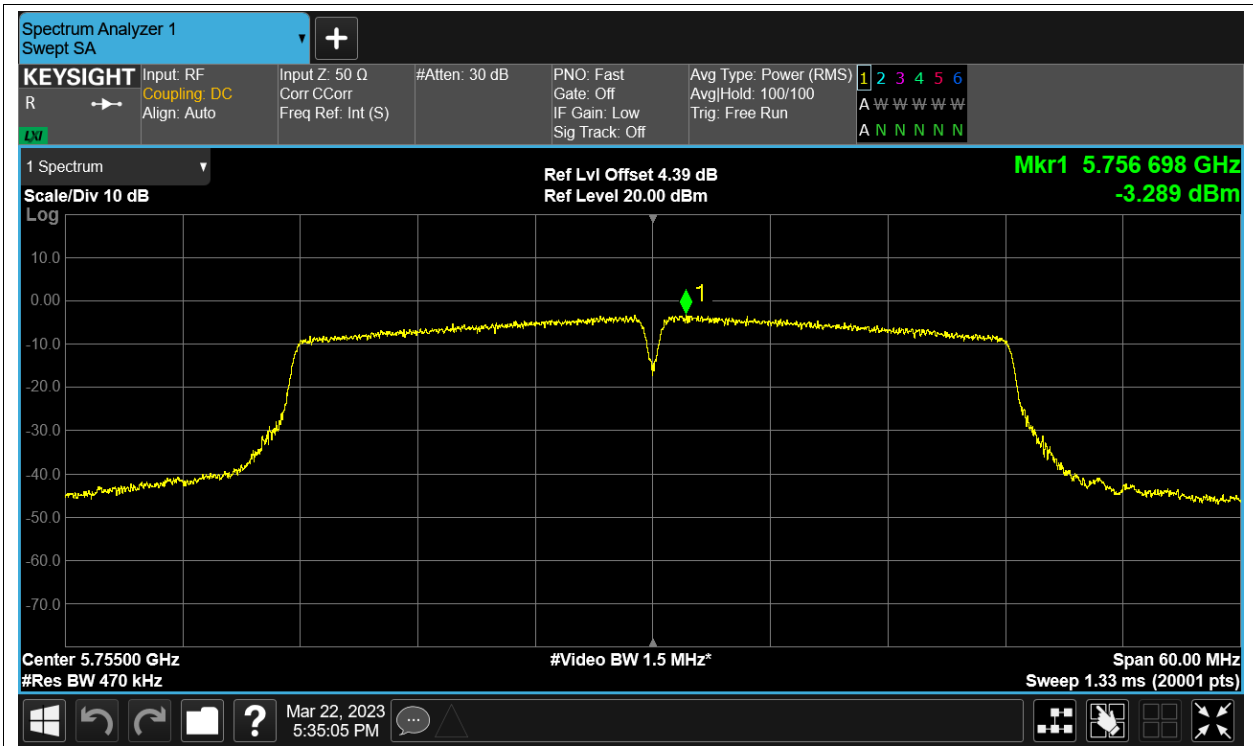 Spectrum Analyzer 1
Swept SA
KEYSIGHT
R
LXI
Input: RF
Coupling: DC
Align: Auto
Input Z: 50 Ω
Corr CCorr
Freq Ref: Int (S)
#Atten: 30 dB
PNO: Fast
Gate: Off
IF Gain: Low
Sig Track: Off
Avg Type: Power (RMS)
Avg|Hold: 100/100
Trig: Free Run
1 2 3 4 5 6
A W W W W W
A N N N N N
1 Spectrum
Scale/Div 10 dB
Log
Ref Lvl Offset 4.39 dB
Ref Level 20.00 dBm
Mkr1 5.756 698 GHz
-3.289 dBm
10.0
0.00
-10.0
-20.0
-30.0
-40.0
-50.0
-60.0
-70.0
1
Center 5.75500 GHz
#Res BW 470 kHz
#Video BW 1.5 MHz*
Span 60.00 MHz
Sweep 1.33 ms (20001 pts)
?
Mar 22, 2023
5:35:05 PM